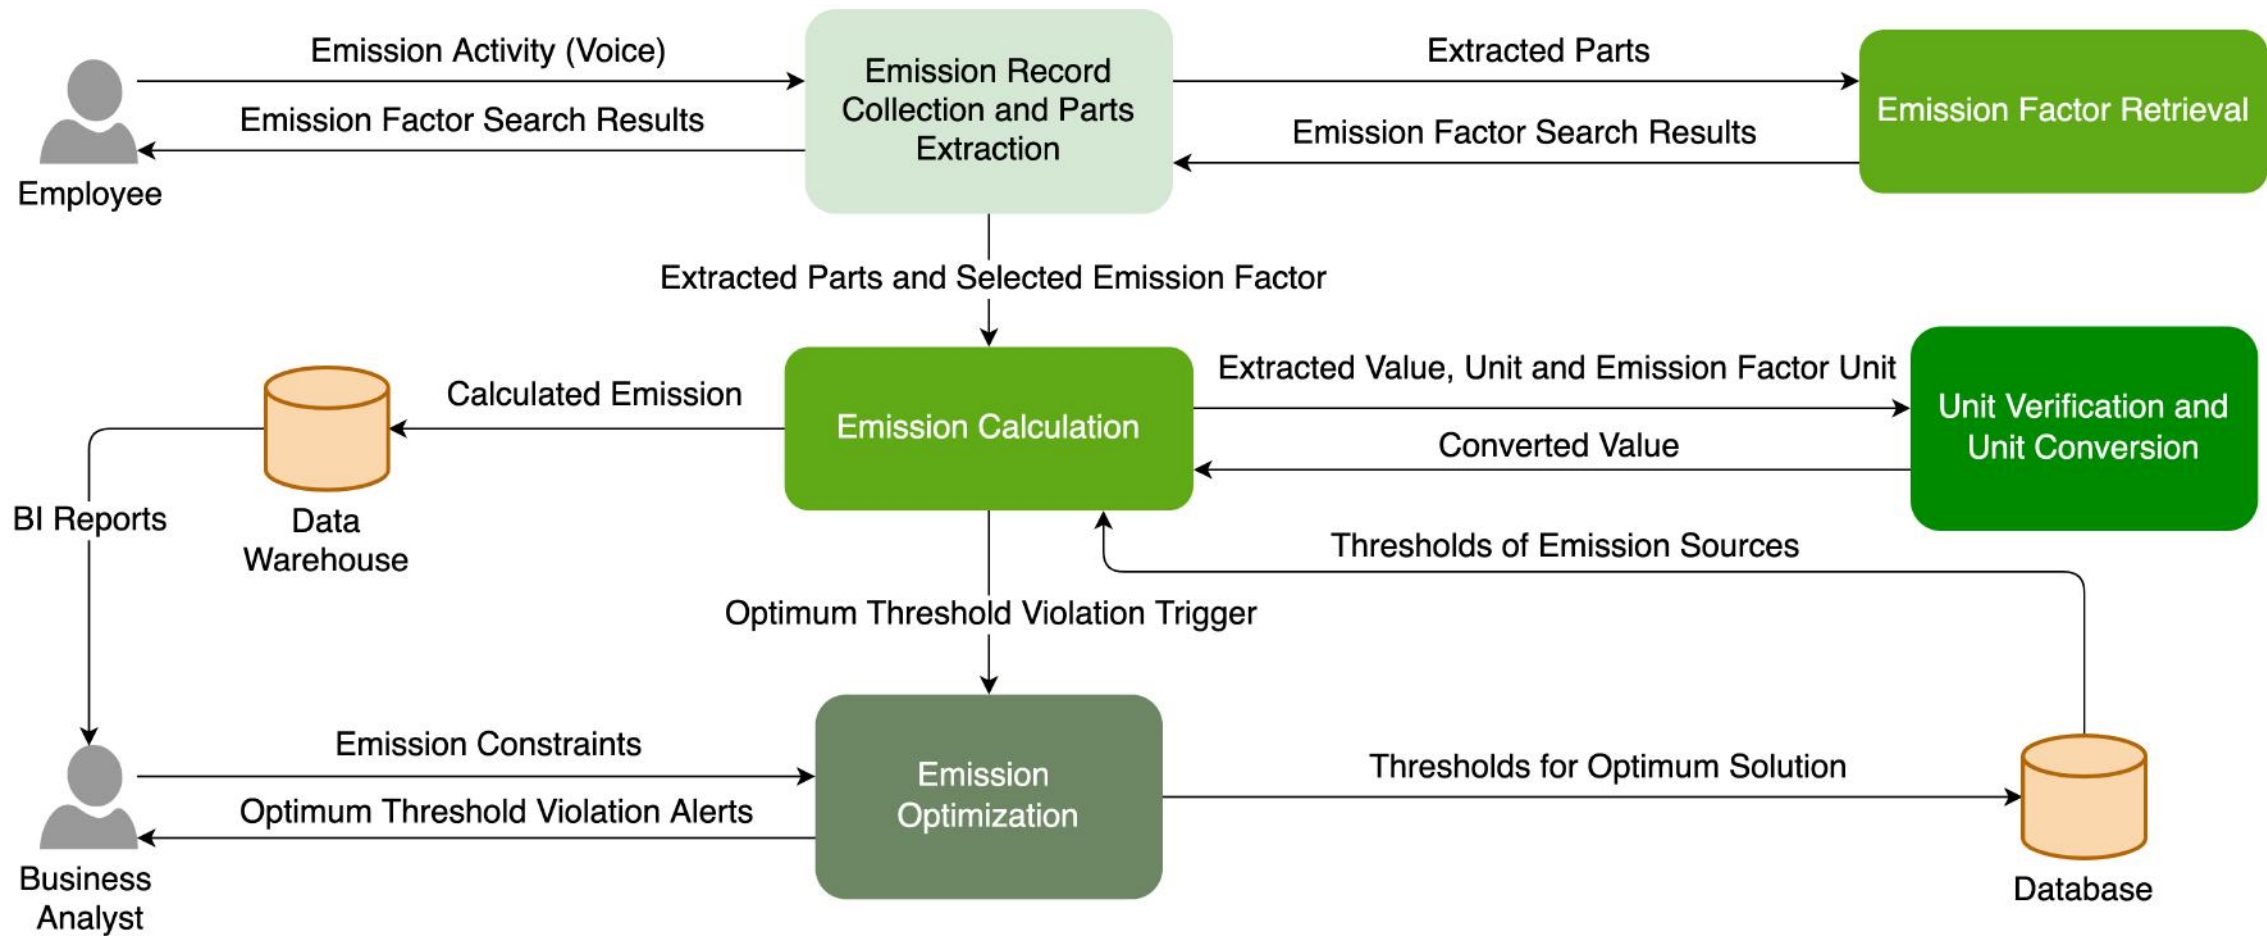 Emission Activity (Voice)
Emission Factor Search Results
Employee
Emission Record
Collection and Parts
Extraction
Extracted Parts
Emission Factor Search Results
Emission Factor Retrieval
Extracted Parts and Selected Emission Factor
Calculated Emission
Emission Calculation
Extracted Value, Unit and Emission Factor Unit
Converted Value
Unit Verification and
Unit Conversion
BI Reports
Data
Warehouse
Thresholds of Emission Sources
Optimum Threshold Violation Trigger
Emission Constraints
Optimum Threshold Violation Alerts
Business
Analyst
Emission
Optimization
Thresholds for Optimum Solution
Database